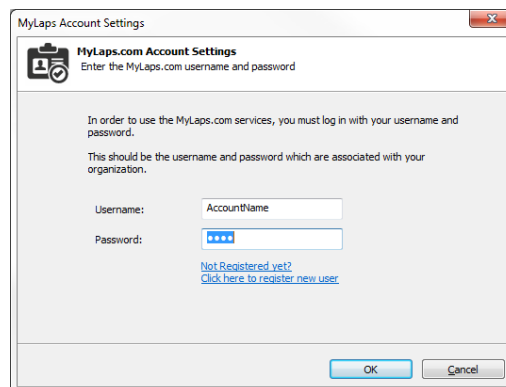 MyLaps Account Settings
MyLaps.com Account Settings
Enter the MyLaps.com username and password
In order to use the MyLaps.com services, you must log in with your username and
password.
This should be the username and password which are associated with your
organization.
Username:
AccountName
Password:
••••
Not Registered yet?
Click here to register new user
OK
Cancel